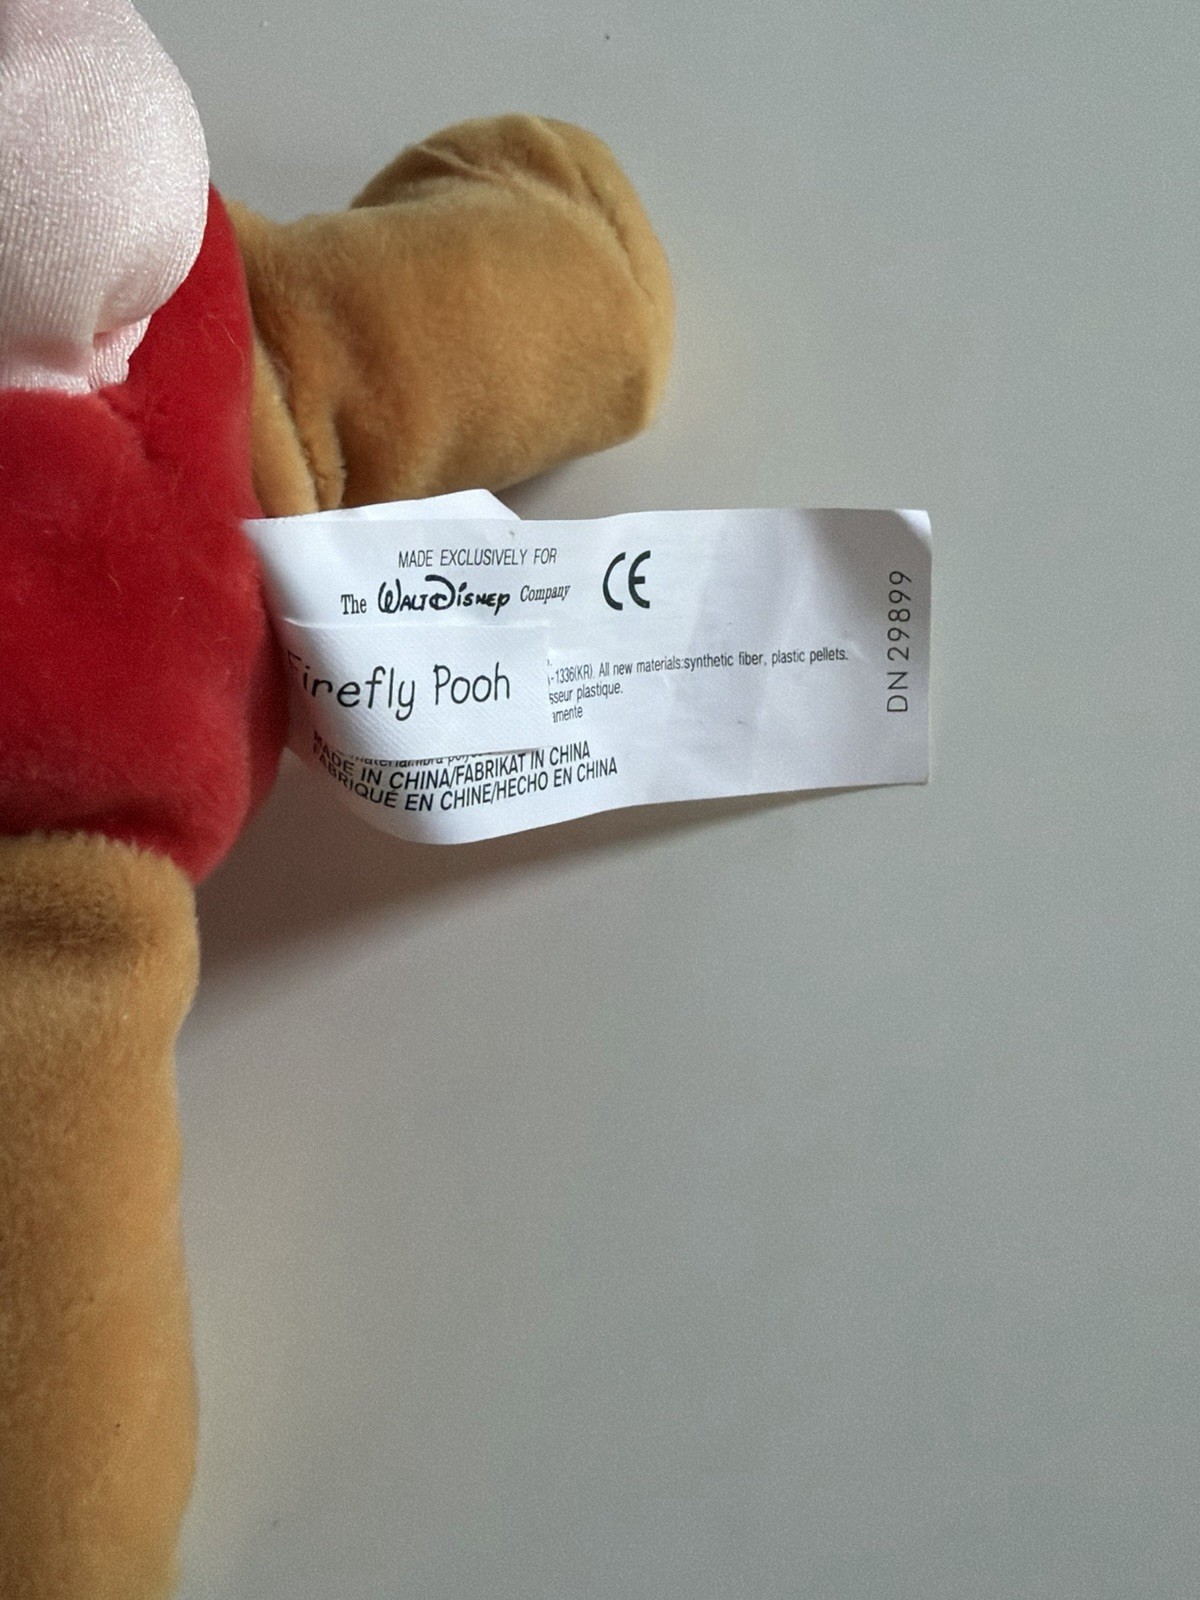 MADE EXCLUSIVELY FOR
The WALT DISNEY Company
CE
Firefly Pooh
-1336(KR). All new materials:synthetic fiber, plastic pellets.
sseur plastique.
amente
MADE IN CHINA/FABRIKAT IN CHINA
FABRIQUÉ EN CHINE/HECHO EN CHINA
DN 29899